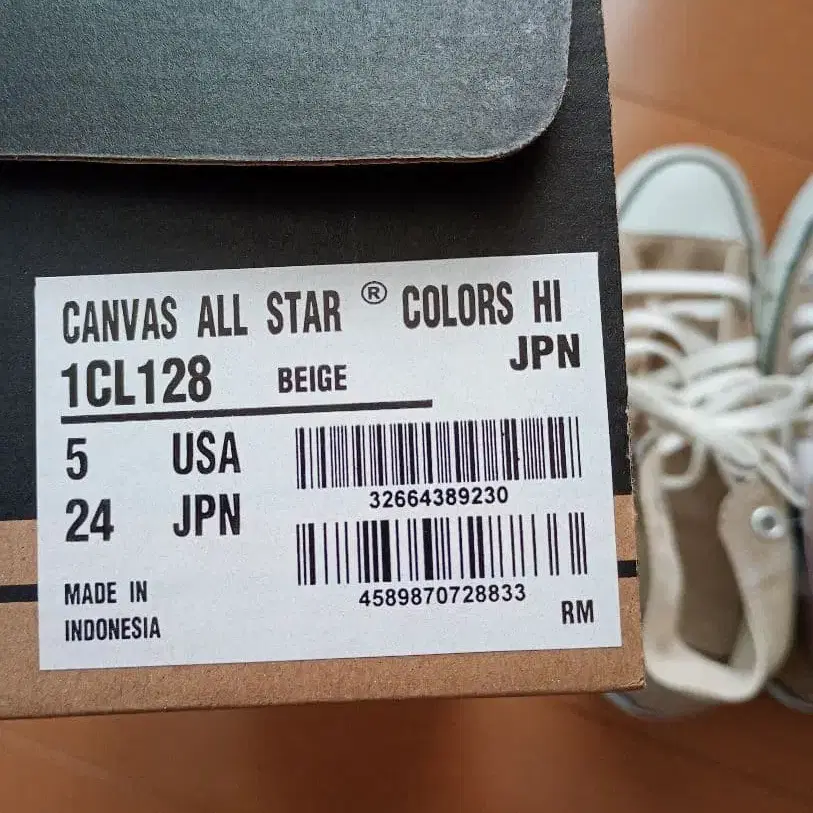 CANVAS ALL STAR ® COLORS HI
JPN
1CL128 BEIGE
5 USA
24 JPN
32664389230
4589870728833
MADE IN
INDONESIA
RM